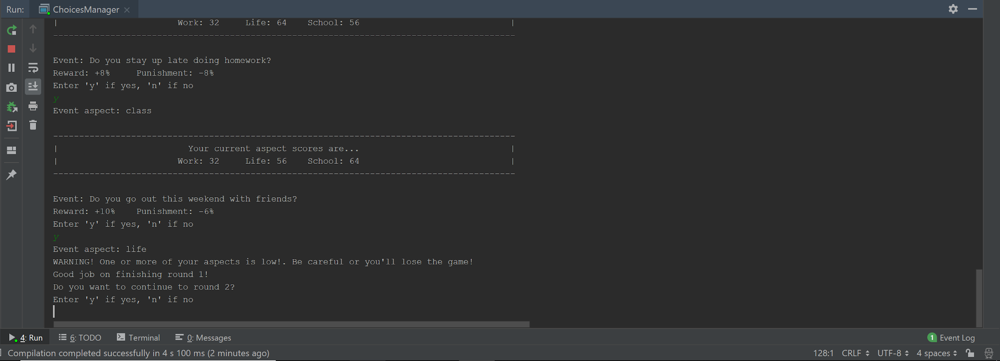 Run: ChoicesManager
| Work: 32 Life: 64 School: 56 |
-----------------------------------------------------------------------------------------
Event: Do you stay up late doing homework?
Reward: +8% Punishment: -8%
Enter 'y' if yes, 'n' if no
y
Event aspect: class
-----------------------------------------------------------------------------------------
| Your current aspect scores are... |
| Work: 32 Life: 56 School: 64 |
-----------------------------------------------------------------------------------------
Event: Do you go out this weekend with friends?
Reward: +10% Punishment: -6%
Enter 'y' if yes, 'n' if no
y
Event aspect: life
WARNING! One or more of your aspects is low!. Be careful or you'll lose the game!
Good job on finishing round 1!
Do you want to continue to round 2?
Enter 'y' if yes, 'n' if no
4: Run 6: TODO Terminal 0: Messages 1 Event Log
Compilation completed successfully in 4 s 100 ms (2 minutes ago) 128:1 CRLF UTF-8 4 spaces